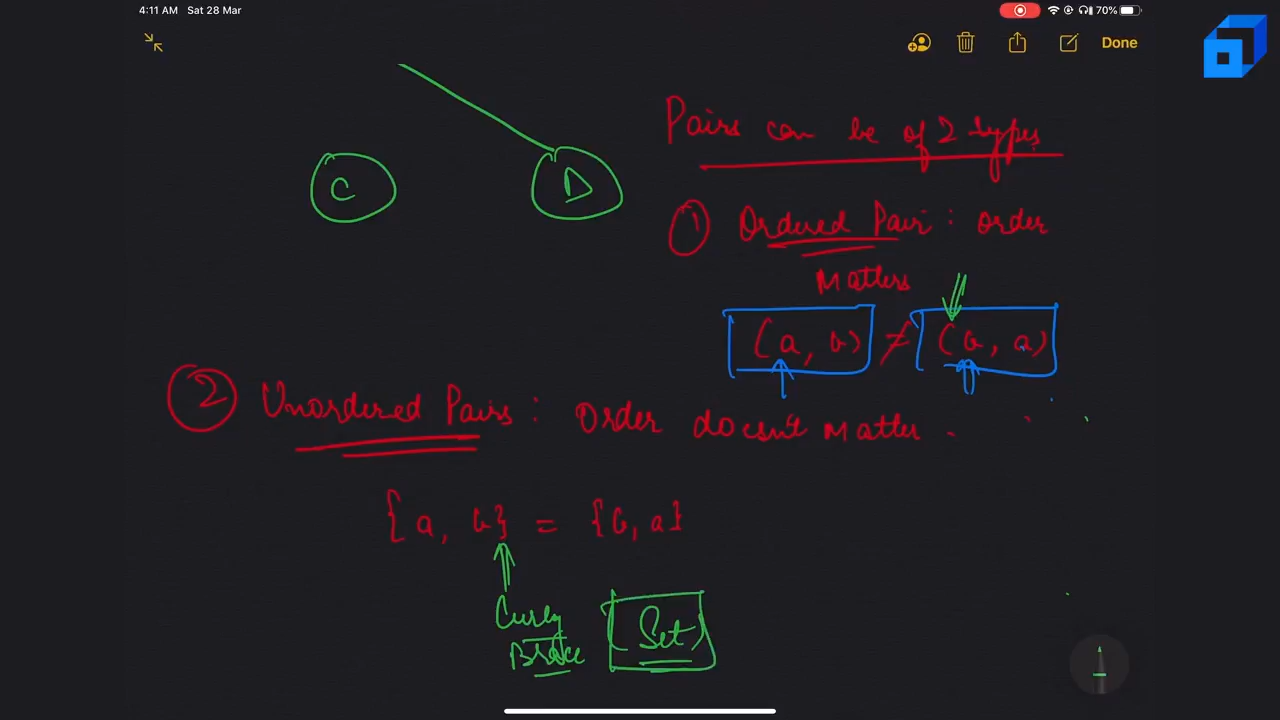 4:11 AM Sat 28 Mar
70%
Done
Pairs can be of 2 types
C
D
① Ordered Pair : order
Matters
(a, b) ≠ (b, a)
② Unordered Pairs : Order doesn't Matter .
{a, b} = {b, a}
Curly
Brace
(Set)